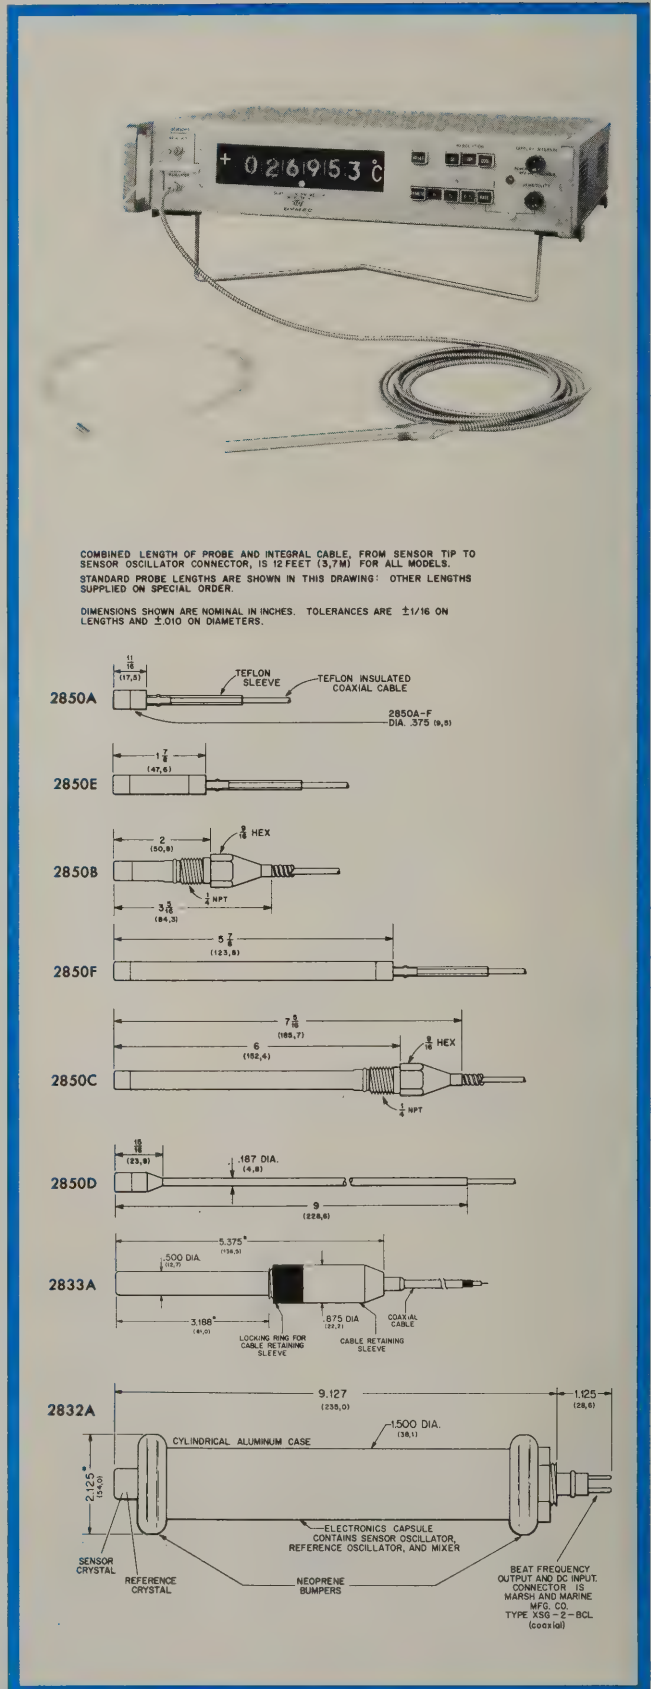 + 026953 °C
DYMEC
COMBINED LENGTH OF PROBE AND INTEGRAL CABLE, FROM SENSOR TIP TO
SENSOR OSCILLATOR CONNECTOR, IS 12 FEET (3,7M) FOR ALL MODELS.
STANDARD PROBE LENGTHS ARE SHOWN IN THIS DRAWING: OTHER LENGTHS
SUPPLIED ON SPECIAL ORDER.
DIMENSIONS SHOWN ARE NOMINAL IN INCHES. TOLERANCES ARE ±1/16 ON
LENGTHS AND ±.010 ON DIAMETERS.
11/16
(17,5)
TEFLON
SLEEVE
TEFLON INSULATED
COAXIAL CABLE
2850A
2850A-F
DIA. .375 (9,5)
1 7/8
(47,6)
2850E
2
(50,8)
9/16 HEX
2850B
1/4 NPT
3 5/16
(84,3)
5 7/8
(123,8)
2850F
7 5/16
(185,7)
6
(152,4)
9/16 HEX
2850C
1/4 NPT
15/16
(23,8)
.187 DIA.
(4,8)
2850D
9
(228,6)
5.375*
(136,5)
.500 DIA.
(12,7)
2833A
3.188*
(81,0)
LOCKING RING FOR
CABLE RETAINING
SLEEVE
.875 DIA
(22,2)
CABLE RETAINING
SLEEVE
COAXIAL
CABLE
9.127
(235,0)
1.125
(28,6)
2832A
CYLINDRICAL ALUMINUM CASE
1.500 DIA.
(38,1)
2.125*
(54,0)
ELECTRONICS CAPSULE
CONTAINS SENSOR OSCILLATOR,
REFERENCE OSCILLATOR, AND MIXER
SENSOR
CRYSTAL
REFERENCE
CRYSTAL
NEOPRENE
BUMPERS
BEAT FREQUENCY
OUTPUT AND DC INPUT.
CONNECTOR IS
MARSH AND MARINE
MFG. CO.
TYPE XSG-2-BCL
(coaxial)